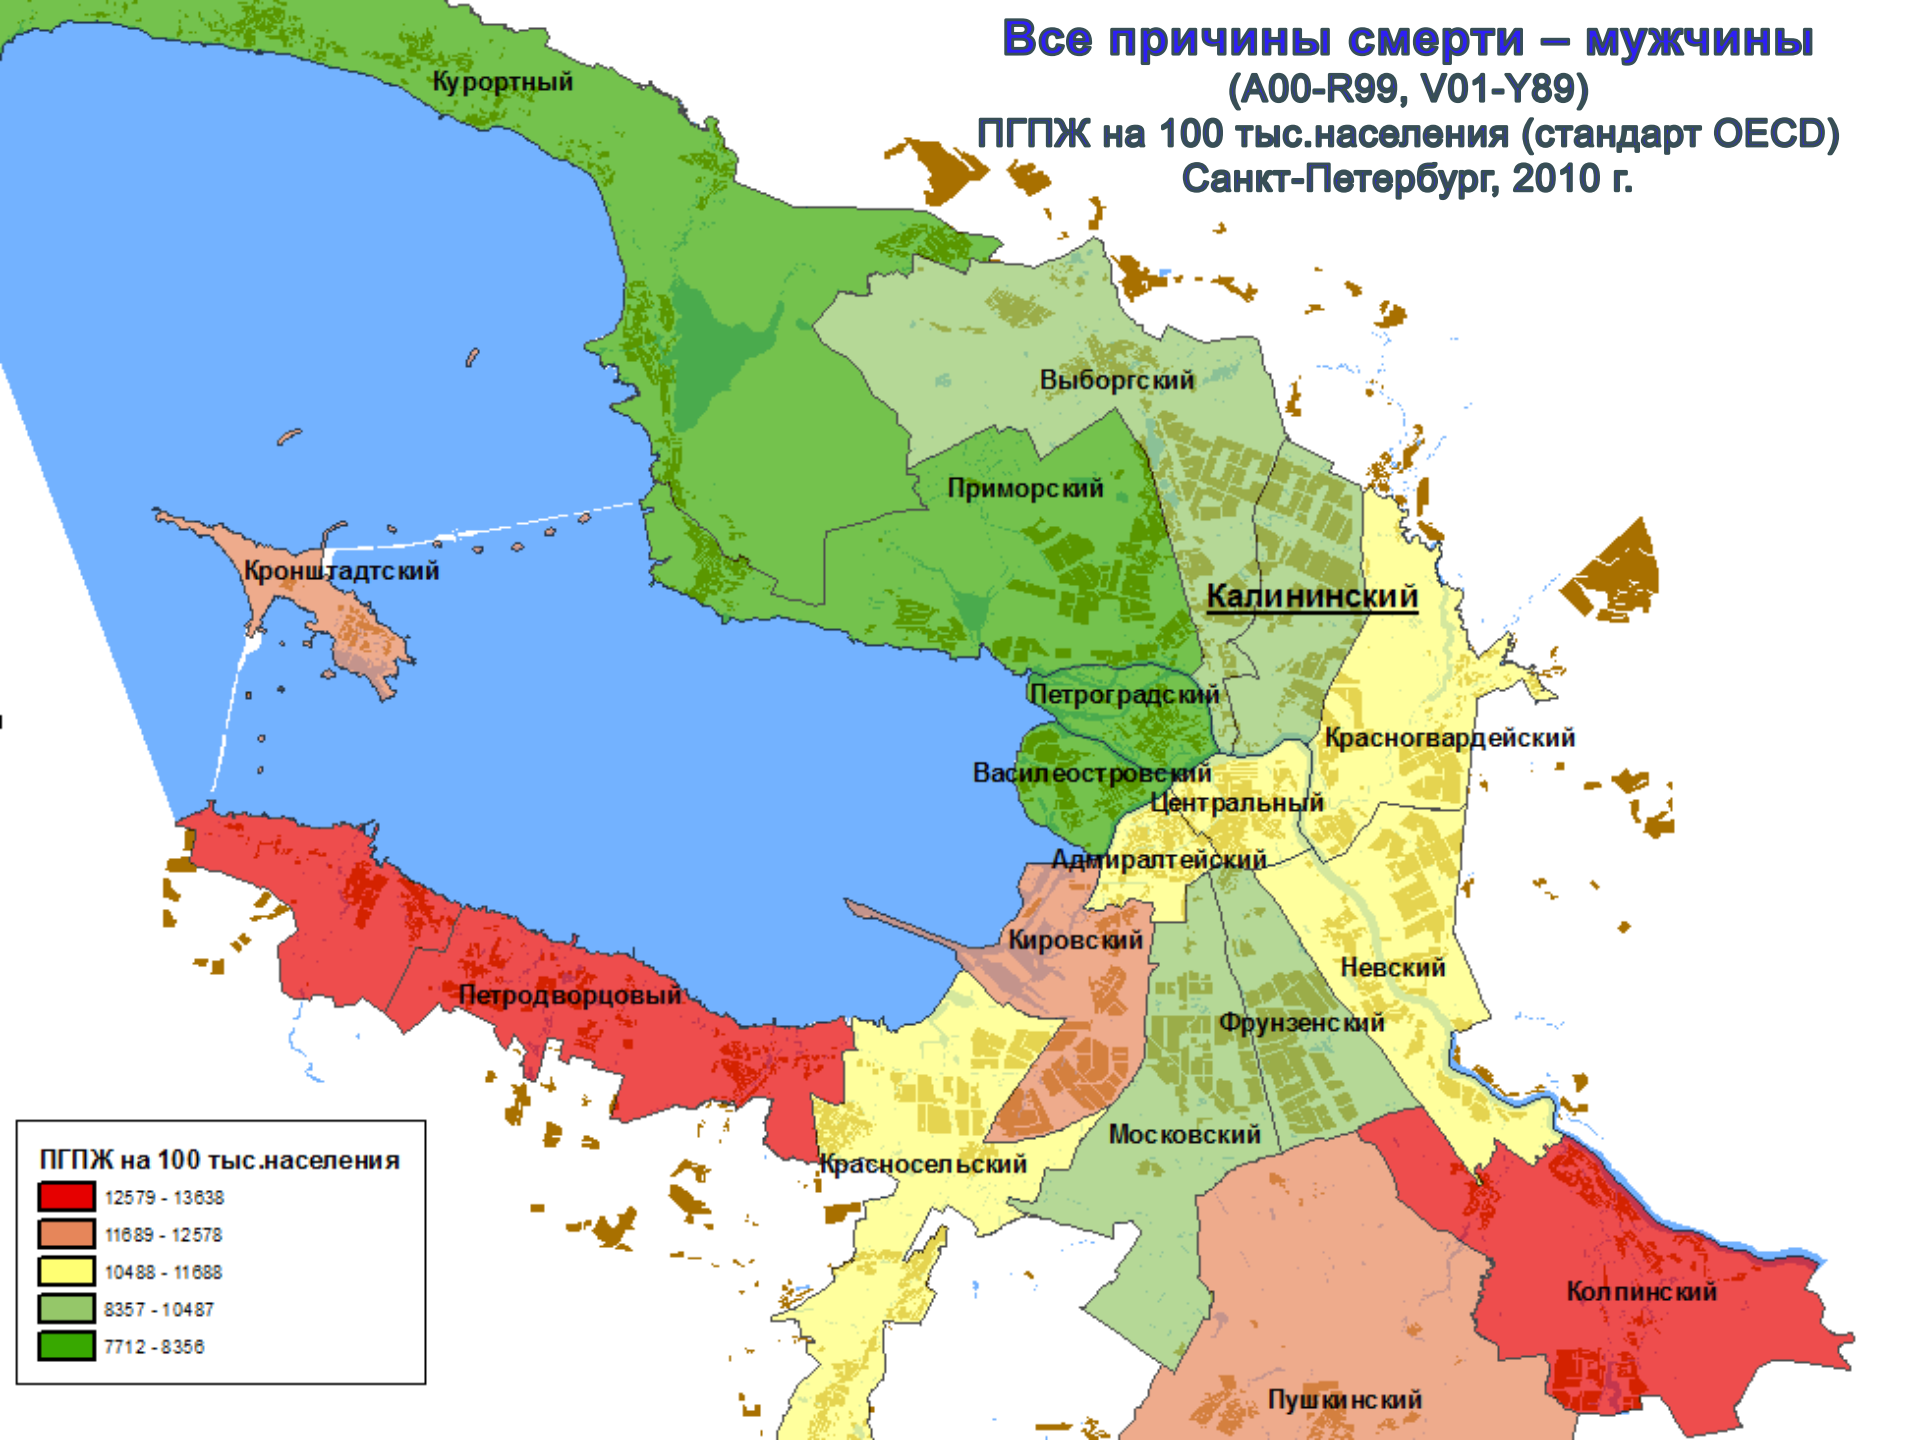 Все причины смерти – мужчины
(A00-R99, V01-Y89)
ПГПЖ на 100 тыс.населения (стандарт OECD)
Санкт-Петербург, 2010 г.
Курортный
Выборгский
Приморский
Кронштадтский
Калининский
Петроградский
Красногвардейский
Василеостровский
Центральный
Адмиралтейский
Кировский
Невский
Петродворцовый
Фрунзенский
Московский
Красносельский
Колпинский
Пушкинский
ПГПЖ на 100 тыс.населения
12579 - 13638
11689 - 12578
10488 - 11688
8357 - 10487
7712 - 8356